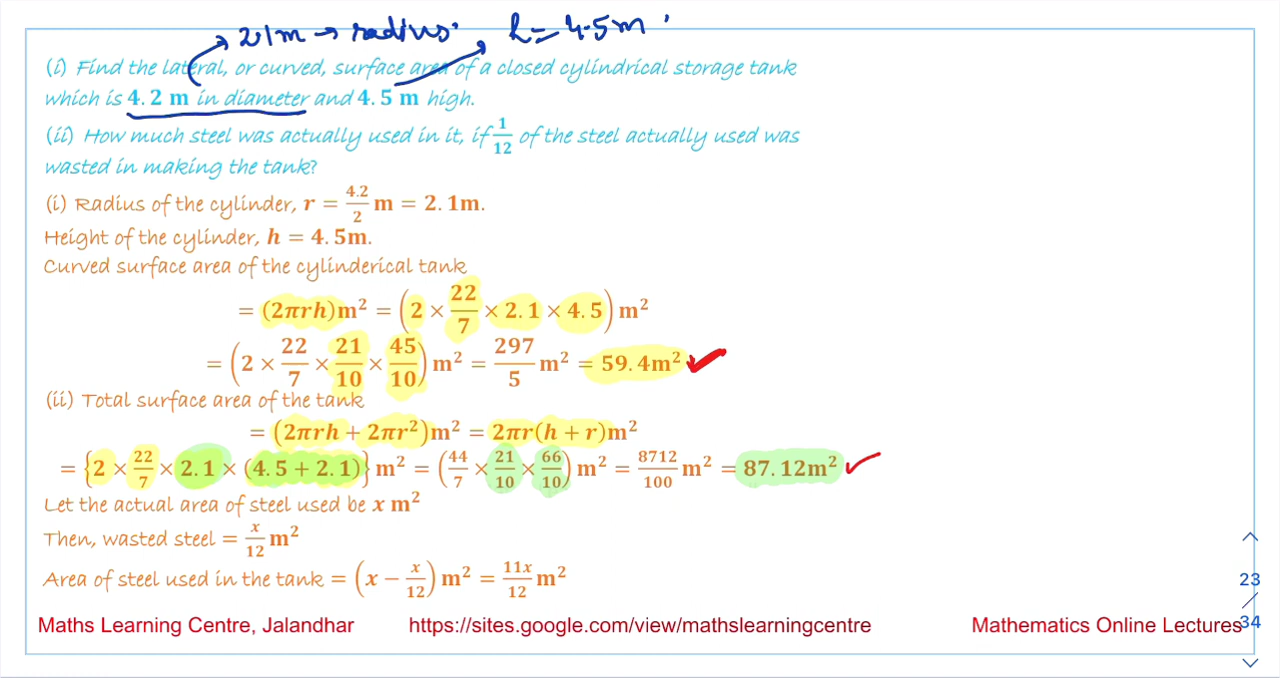 2.1m → radius. h = 4.5m
(i) Find the lateral, or curved, surface area of a closed cylindrical storage tank
which is 4.2 m in diameter and 4.5 m high.
(ii) How much steel was actually used in it, if 1/12 of the steel actually used was
wasted in making the tank?
(i) Radius of the cylinder, r = 4.2/2 m = 2.1m.
Height of the cylinder, h = 4.5m.
Curved surface area of the cylinderical tank
= (2πrh)m² = (2 × 22/7 × 2.1 × 4.5) m²
= (2 × 22/7 × 21/10 × 45/10) m² = 297/5 m² = 59.4m²
(ii) Total surface area of the tank
= (2πrh + 2πr²)m² = 2πr(h + r)m²
= {2 × 22/7 × 2.1 × (4.5 + 2.1)} m² = (44/7 × 21/10 × 66/10) m² = 8712/100 m² = 87.12m²
Let the actual area of steel used be x m²
Then, wasted steel = x/12 m²
Area of steel used in the tank = (x − x/12) m² = 11x/12 m²
23
/
34
Maths Learning Centre, Jalandhar https://sites.google.com/view/mathslearningcentre Mathematics Online Lectures